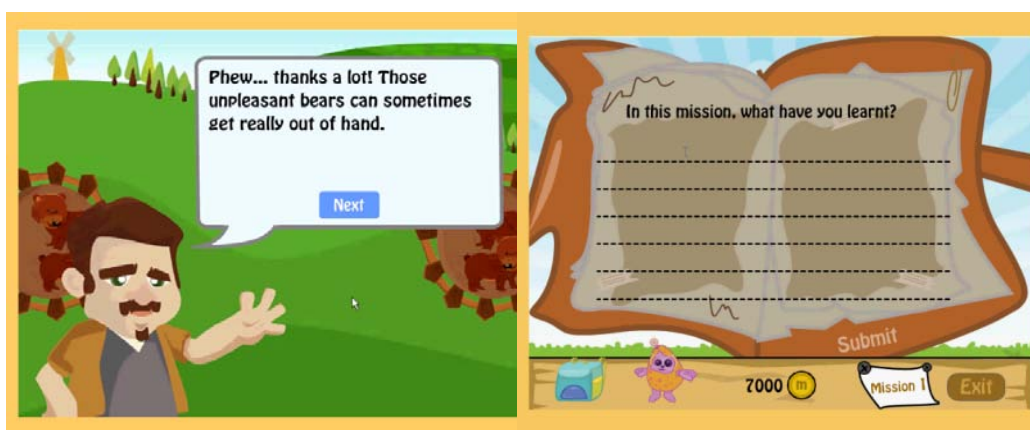 Phew... thanks a lot! Those
unpleasant bears can sometimes
get really out of hand.
Next
In this mission, what have you learnt?
Submit
7000 m
Mission 1
Exit